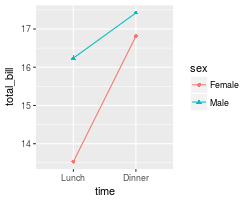 total_bill
17
16
15
14
Lunch Dinner
time
sex
Female
Male